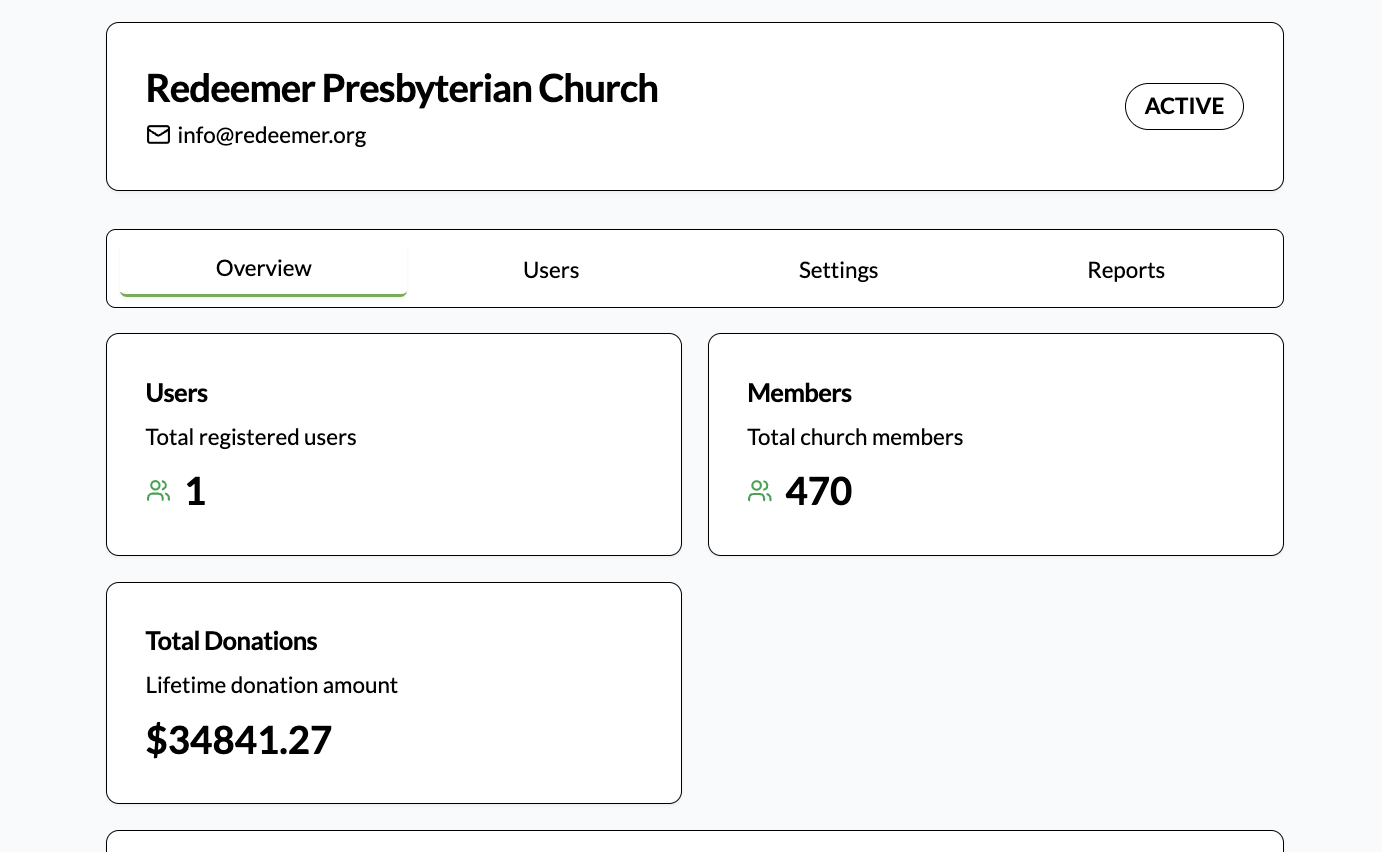 Redeemer Presbyterian Church
info@redeemer.org
ACTIVE
Overview
Users
Settings
Reports
Users
Total registered users
1
Members
Total church members
470
Total Donations
Lifetime donation amount
$34841.27